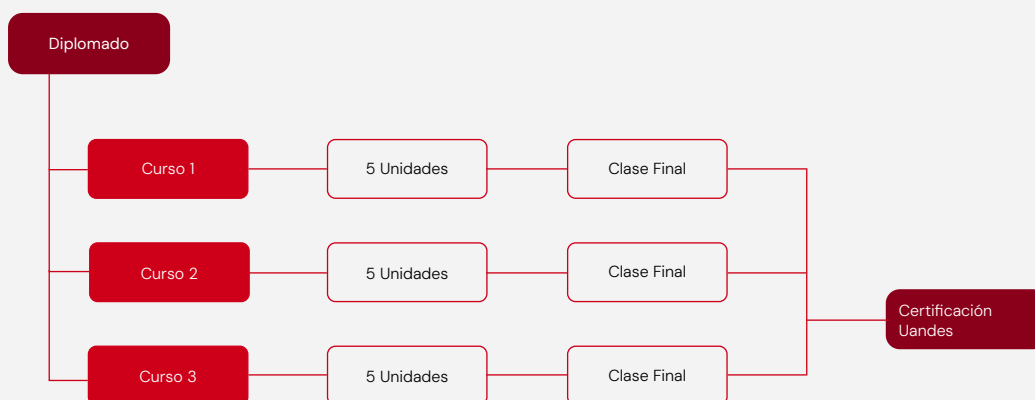 Diplomado
Curso 1
5 Unidades
Clase Final
Curso 2
5 Unidades
Clase Final
Certificación
Uandes
Curso 3
5 Unidades
Clase Final